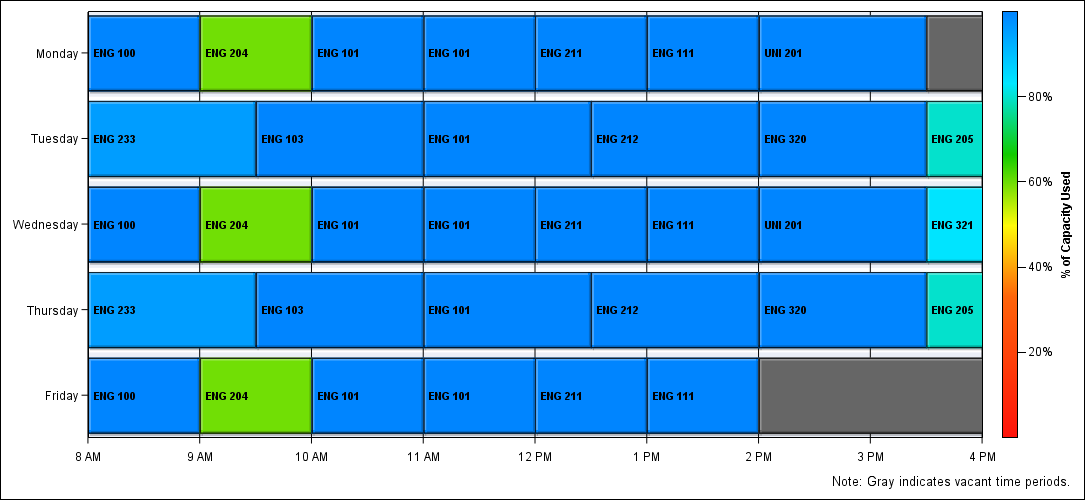 Monday
ENG 100 ENG 204 ENG 101 ENG 101 ENG 211 ENG 111 UNI 201
Tuesday
ENG 233 ENG 103 ENG 101 ENG 212 ENG 320 ENG 205
Wednesday
ENG 100 ENG 204 ENG 101 ENG 101 ENG 211 ENG 111 UNI 201 ENG 321
Thursday
ENG 233 ENG 103 ENG 101 ENG 212 ENG 320 ENG 205
Friday
ENG 100 ENG 204 ENG 101 ENG 101 ENG 211 ENG 111
8 AM 9 AM 10 AM 11 AM 12 PM 1 PM 2 PM 3 PM 4 PM
80%
60%
40%
20%
% of Capacity Used
Note: Gray indicates vacant time periods.